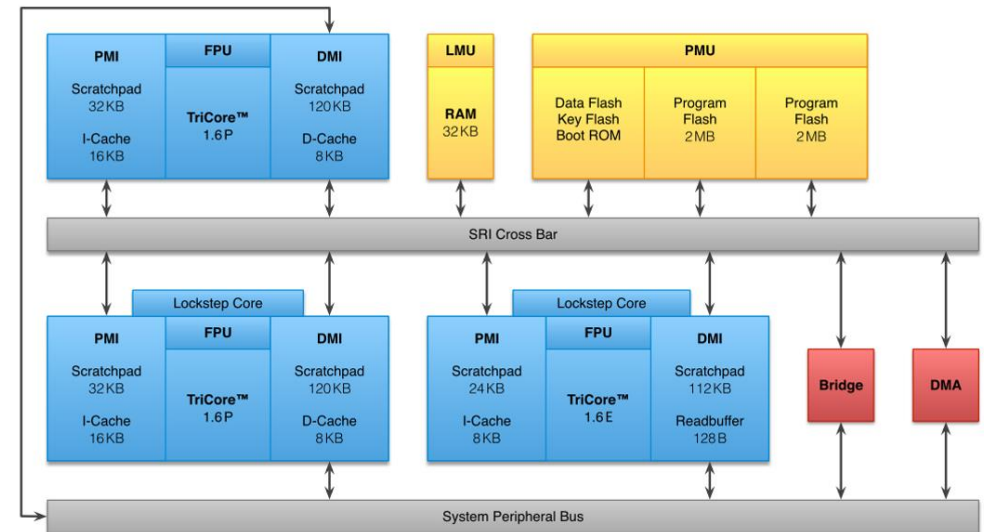 PMI
Scratchpad
32KB
I-Cache
16KB
FPU
TriCore™
1.6P
DMI
Scratchpad
120KB
D-Cache
8KB
LMU
RAM
32KB
PMU
Data Flash
Key Flash
Boot ROM
Program
Flash
2MB
Program
Flash
2MB
SRI Cross Bar
Lockstep Core
PMI
Scratchpad
32KB
I-Cache
16KB
FPU
TriCore™
1.6P
DMI
Scratchpad
120KB
D-Cache
8KB
Lockstep Core
PMI
Scratchpad
24KB
I-Cache
8KB
FPU
TriCore™
1.6E
DMI
Scratchpad
112KB
Readbuffer
128B
Bridge
DMA
System Peripheral Bus